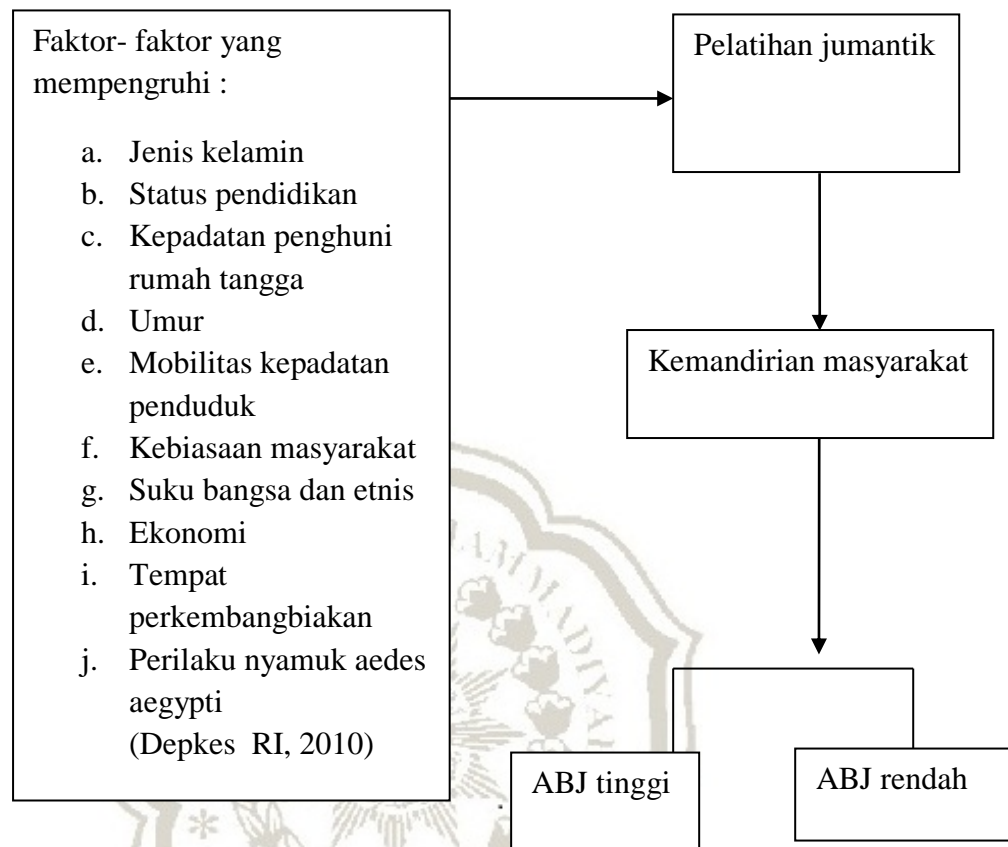 Faktor- faktor yang
mempengruhi :
a. Jenis kelamin
b. Status pendidikan
c. Kepadatan penghuni
rumah tangga
d. Umur
e. Mobilitas kepadatan
penduduk
f. Kebiasaan masyarakat
g. Suku bangsa dan etnis
h. Ekonomi
i. Tempat
perkembangbiakan
j. Perilaku nyamuk aedes
aegypti
(Depkes RI, 2010)
Pelatihan jumantik
Kemandirian masyarakat
ABJ tinggi
ABJ rendah